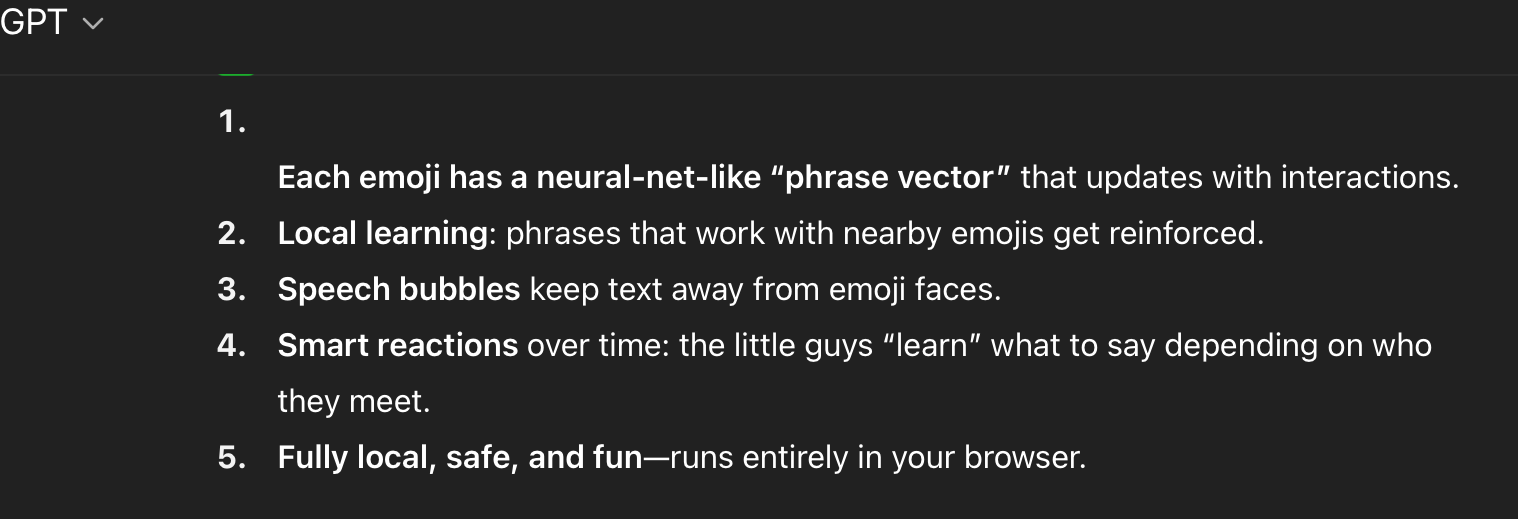 GPT
1.
Each emoji has a neural-net-like “phrase vector” that updates with interactions.
2. Local learning: phrases that work with nearby emojis get reinforced.
3. Speech bubbles keep text away from emoji faces.
4. Smart reactions over time: the little guys “learn” what to say depending on who
they meet.
5. Fully local, safe, and fun—runs entirely in your browser.